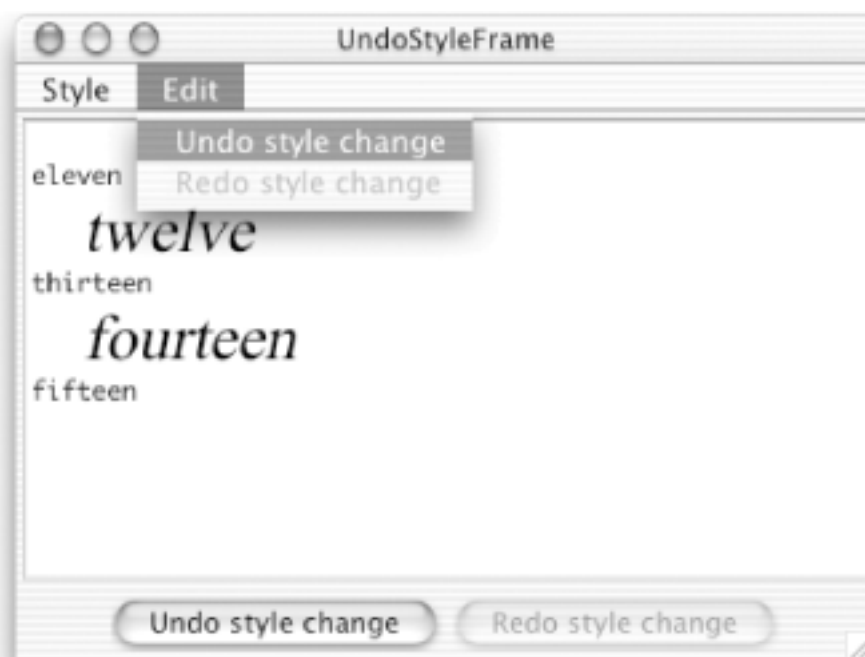 UndoStyleFrame
Style Edit
Undo style change
Redo style change
eleven
twelve
thirteen
fourteen
fifteen
Undo style change Redo style change